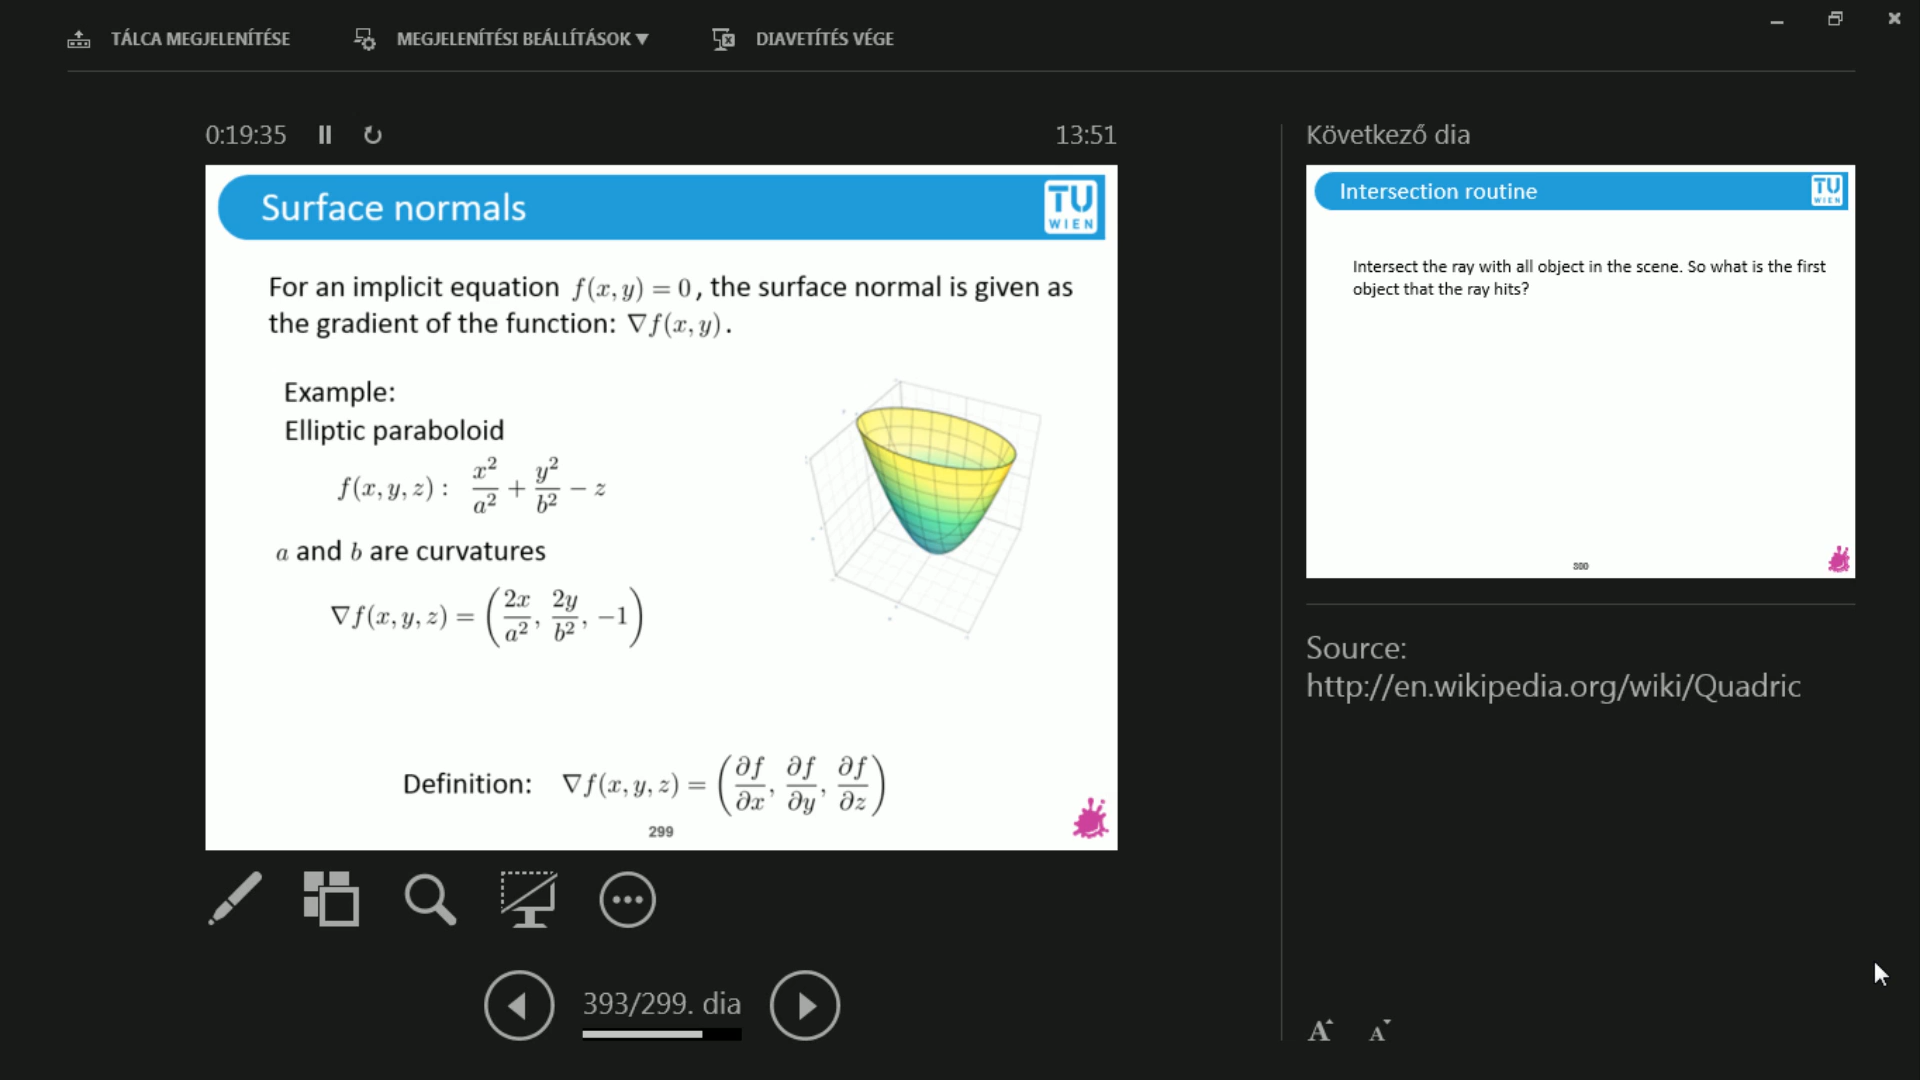 TÁLCA MEGJELENÍTÉSE
MEGJELENÍTÉSI BEÁLLÍTÁSOK ▼
DIAVETÍTÉS VÉGE
0:19:35
13:51
Surface normals
TU
WIEN
For an implicit equation f(x, y) = 0, the surface normal is given as
the gradient of the function: ∇f(x, y).
Example:
Elliptic paraboloid
f(x, y, z) : x²/a² + y²/b² − z
a and b are curvatures
∇f(x, y, z) = (2x/a², 2y/b², −1)
Definition: ∇f(x, y, z) = (∂f/∂x, ∂f/∂y, ∂f/∂z)
299
393/299. dia
Következő dia
Intersection routine
TU
WIEN
Intersect the ray with all object in the scene. So what is the first
object that the ray hits?
300
Source:
http://en.wikipedia.org/wiki/Quadric
A A